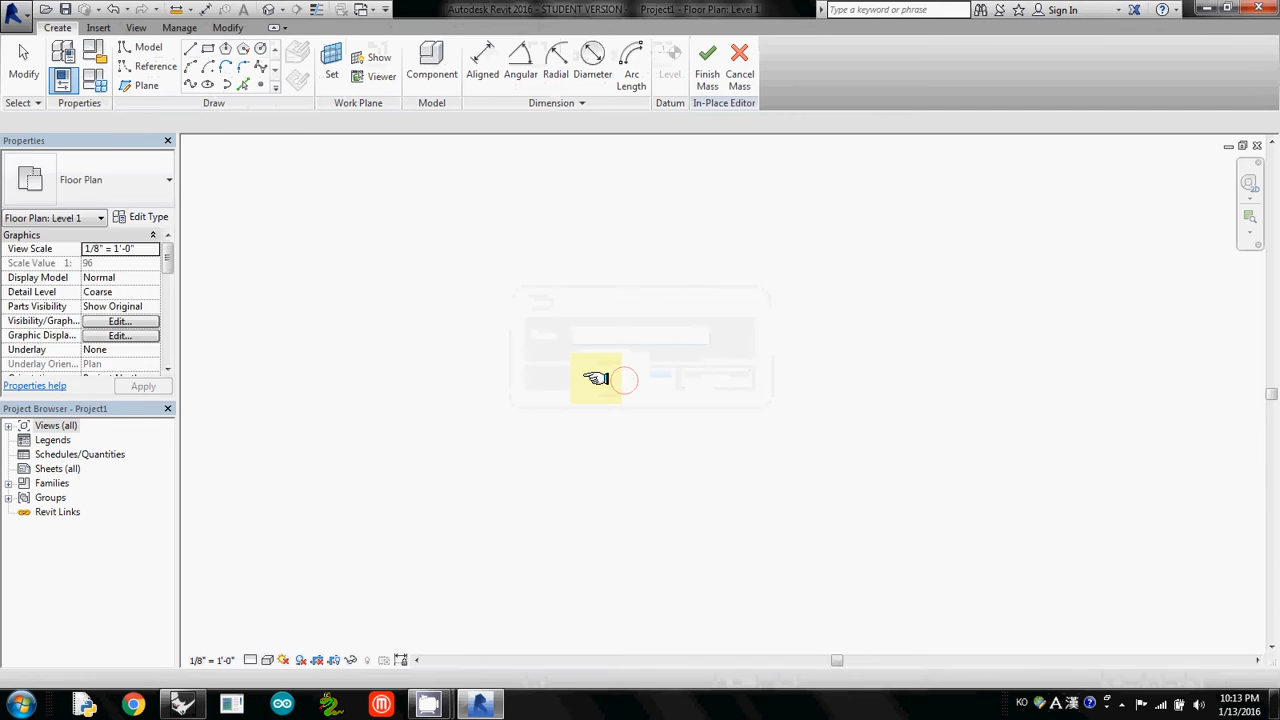 Autodesk Revit 2016 - STUDENT VERSION - Project1 - Floor Plan: Level 1
Type a keyword or phrase
Sign In
Create Insert View Manage Modify
Modify
Select
Properties
Model
Reference
Plane
Draw
Set
Show
Viewer
Work Plane
Component
Model
Aligned
Angular
Radial
Diameter
Arc
Length
Dimension
Level
Datum
Finish
Mass
Cancel
Mass
In-Place Editor
Properties
Floor Plan
Floor Plan: Level 1
Edit Type
Graphics
View Scale 1/8" = 1'-0"
Scale Value 1: 96
Display Model Normal
Detail Level Coarse
Parts Visibility Show Original
Visibility/Graph... Edit...
Graphic Displa... Edit...
Underlay None
Underlay Orien... Plan
Properties help
Apply
Project Browser - Project1
Views (all)
Legends
Schedules/Quantities
Sheets (all)
Families
Groups
Revit Links
1/8" = 1'-0"
KO
10:13 PM
1/13/2016